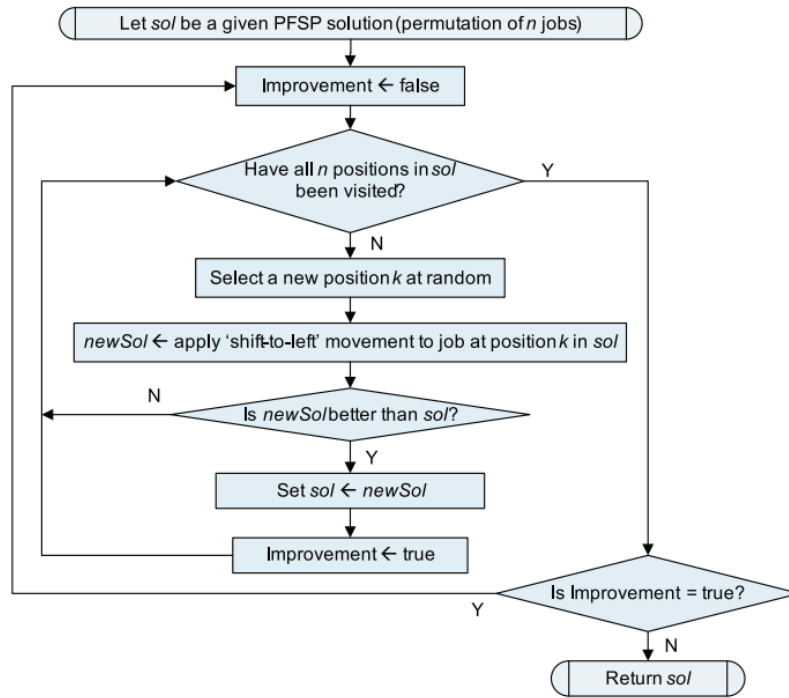 Let sol be a given PFSP solution (permutation of n jobs)
Improvement ← false
Have all n positions in sol
been visited?
Y
N
Select a new position k at random
newSol ← apply ‘shift-to-left’ movement to job at position k in sol
N
Is newSol better than sol?
Y
Set sol ← newSol
Improvement ← true
Is Improvement = true?
Y
N
Return sol